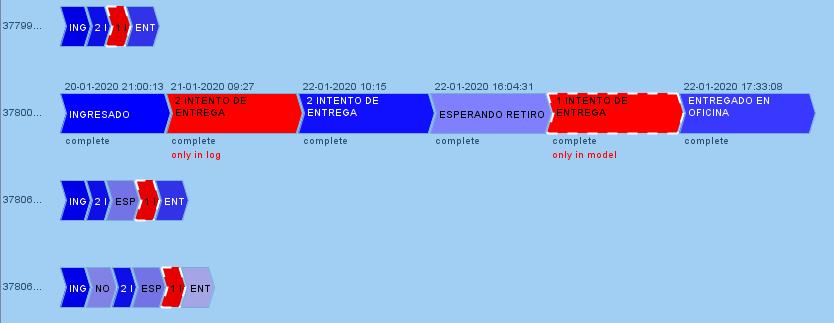 37799...
ING 2 I 1 I ENT
20-01-2020 21:00:13 21-01-2020 09:27 22-01-2020 10:15 22-01-2020 16:04:31 22-01-2020 17:33:08
37800...
INGRESADO
2 INTENTO DE
ENTREGA
2 INTENTO DE
ENTREGA
ESPERANDO RETIRO
1 INTENTO DE
ENTREGA
ENTREGADO EN
OFICINA
complete complete complete complete complete complete
only in log only in model
37806...
ING 2 I ESP 1 I ENT
37806...
ING NO 2 I ESP 1 I ENT